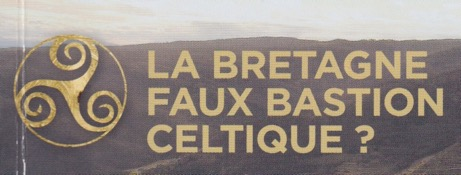 LA BRETAGNE
FAUX BASTION
CELTIQUE ?